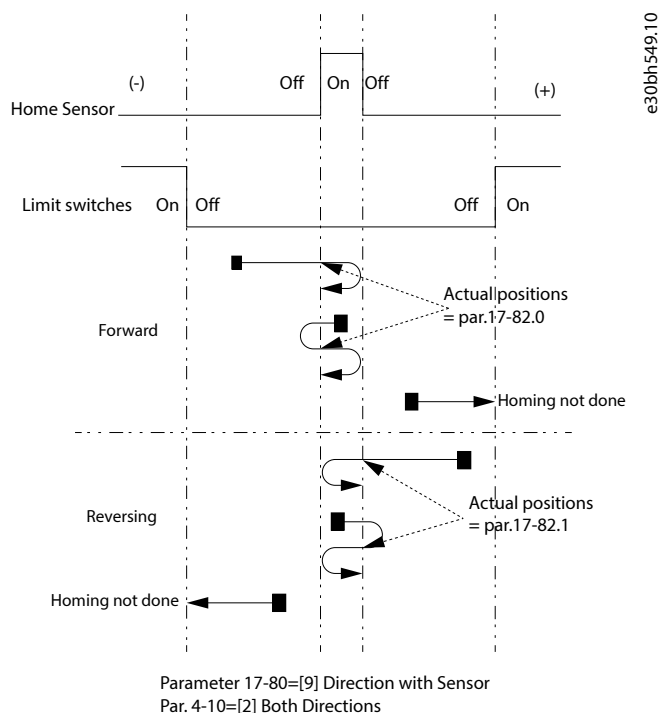 e30bh549.10
(-) Off On Off (+)
Home Sensor
Limit switches On Off Off On
Actual positions
= par.17-82.0
Forward
Homing not done
Actual positions
= par.17-82.1
Reversing
Homing not done
Parameter 17-80=[9] Direction with Sensor
Par. 4-10=[2] Both Directions